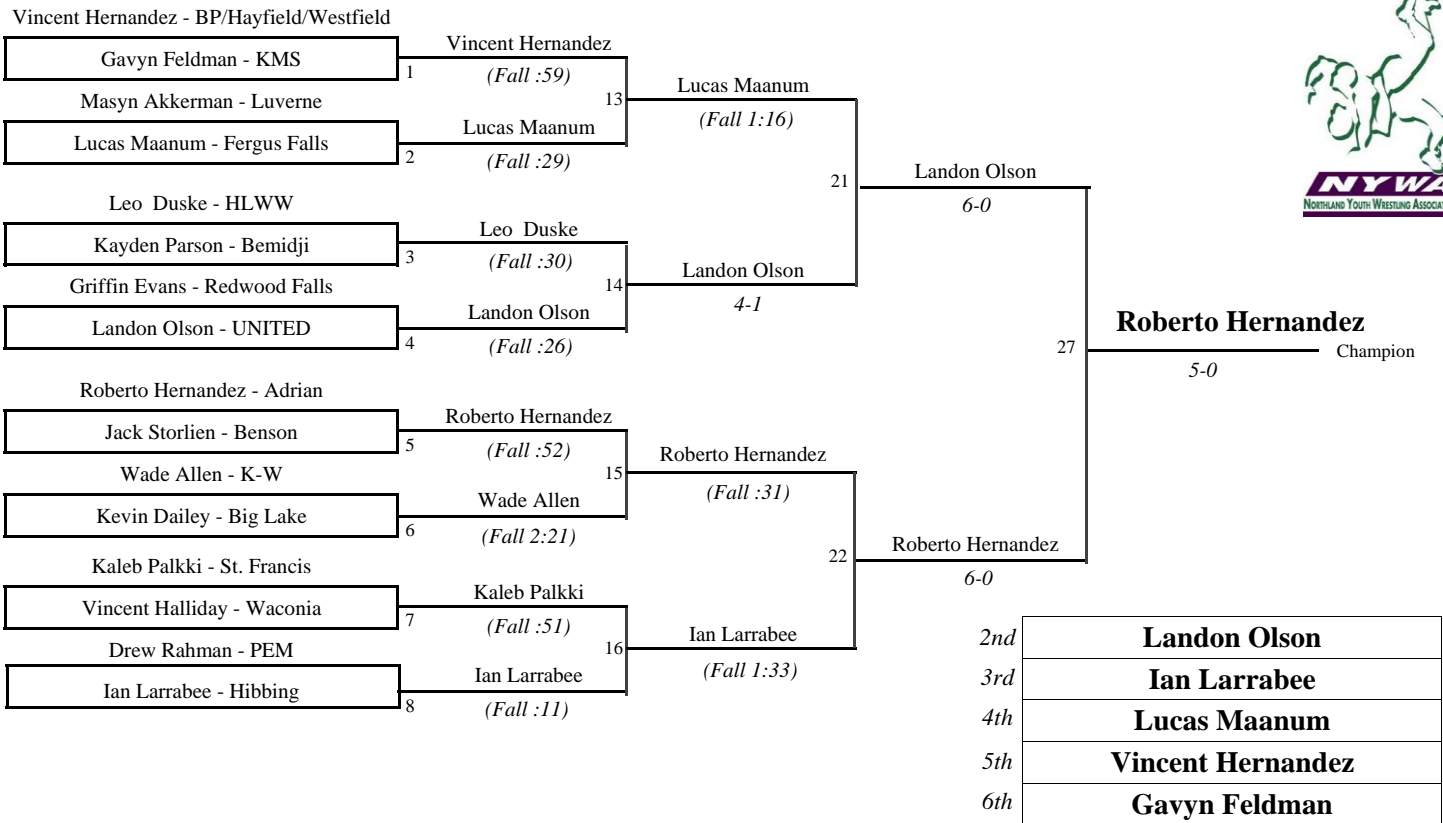 Vincent Hernandez - BP/Hayfield/Westfield
Gavyn Feldman - KMS
1
Vincent Hernandez
(Fall :59)
Masyn Akkerman - Luverne
Lucas Maanum - Fergus Falls
2
Lucas Maanum
(Fall :29)
13
Lucas Maanum
(Fall 1:16)
Leo Duske - HLWW
Kayden Parson - Bemidji
3
Leo Duske
(Fall :30)
Griffin Evans - Redwood Falls
Landon Olson - UNITED
4
Landon Olson
(Fall :26)
14
Landon Olson
4-1
21
Landon Olson
6-0
Roberto Hernandez - Adrian
Jack Storlien - Benson
5
Roberto Hernandez
(Fall :52)
Wade Allen - K-W
Kevin Dailey - Big Lake
6
Wade Allen
(Fall 2:21)
15
Roberto Hernandez
(Fall :31)
Kaleb Palkki - St. Francis
Vincent Halliday - Waconia
7
Kaleb Palkki
(Fall :51)
Drew Rahman - PEM
Ian Larrabee - Hibbing
8
Ian Larrabee
(Fall :11)
16
Ian Larrabee
(Fall 1:33)
22
Roberto Hernandez
6-0
27
Roberto Hernandez
Champion
5-0
NYWA
NORTHLAND YOUTH WRESTLING
2nd Landon Olson
3rd Ian Larrabee
4th Lucas Maanum
5th Vincent Hernandez
6th Gavyn Feldman